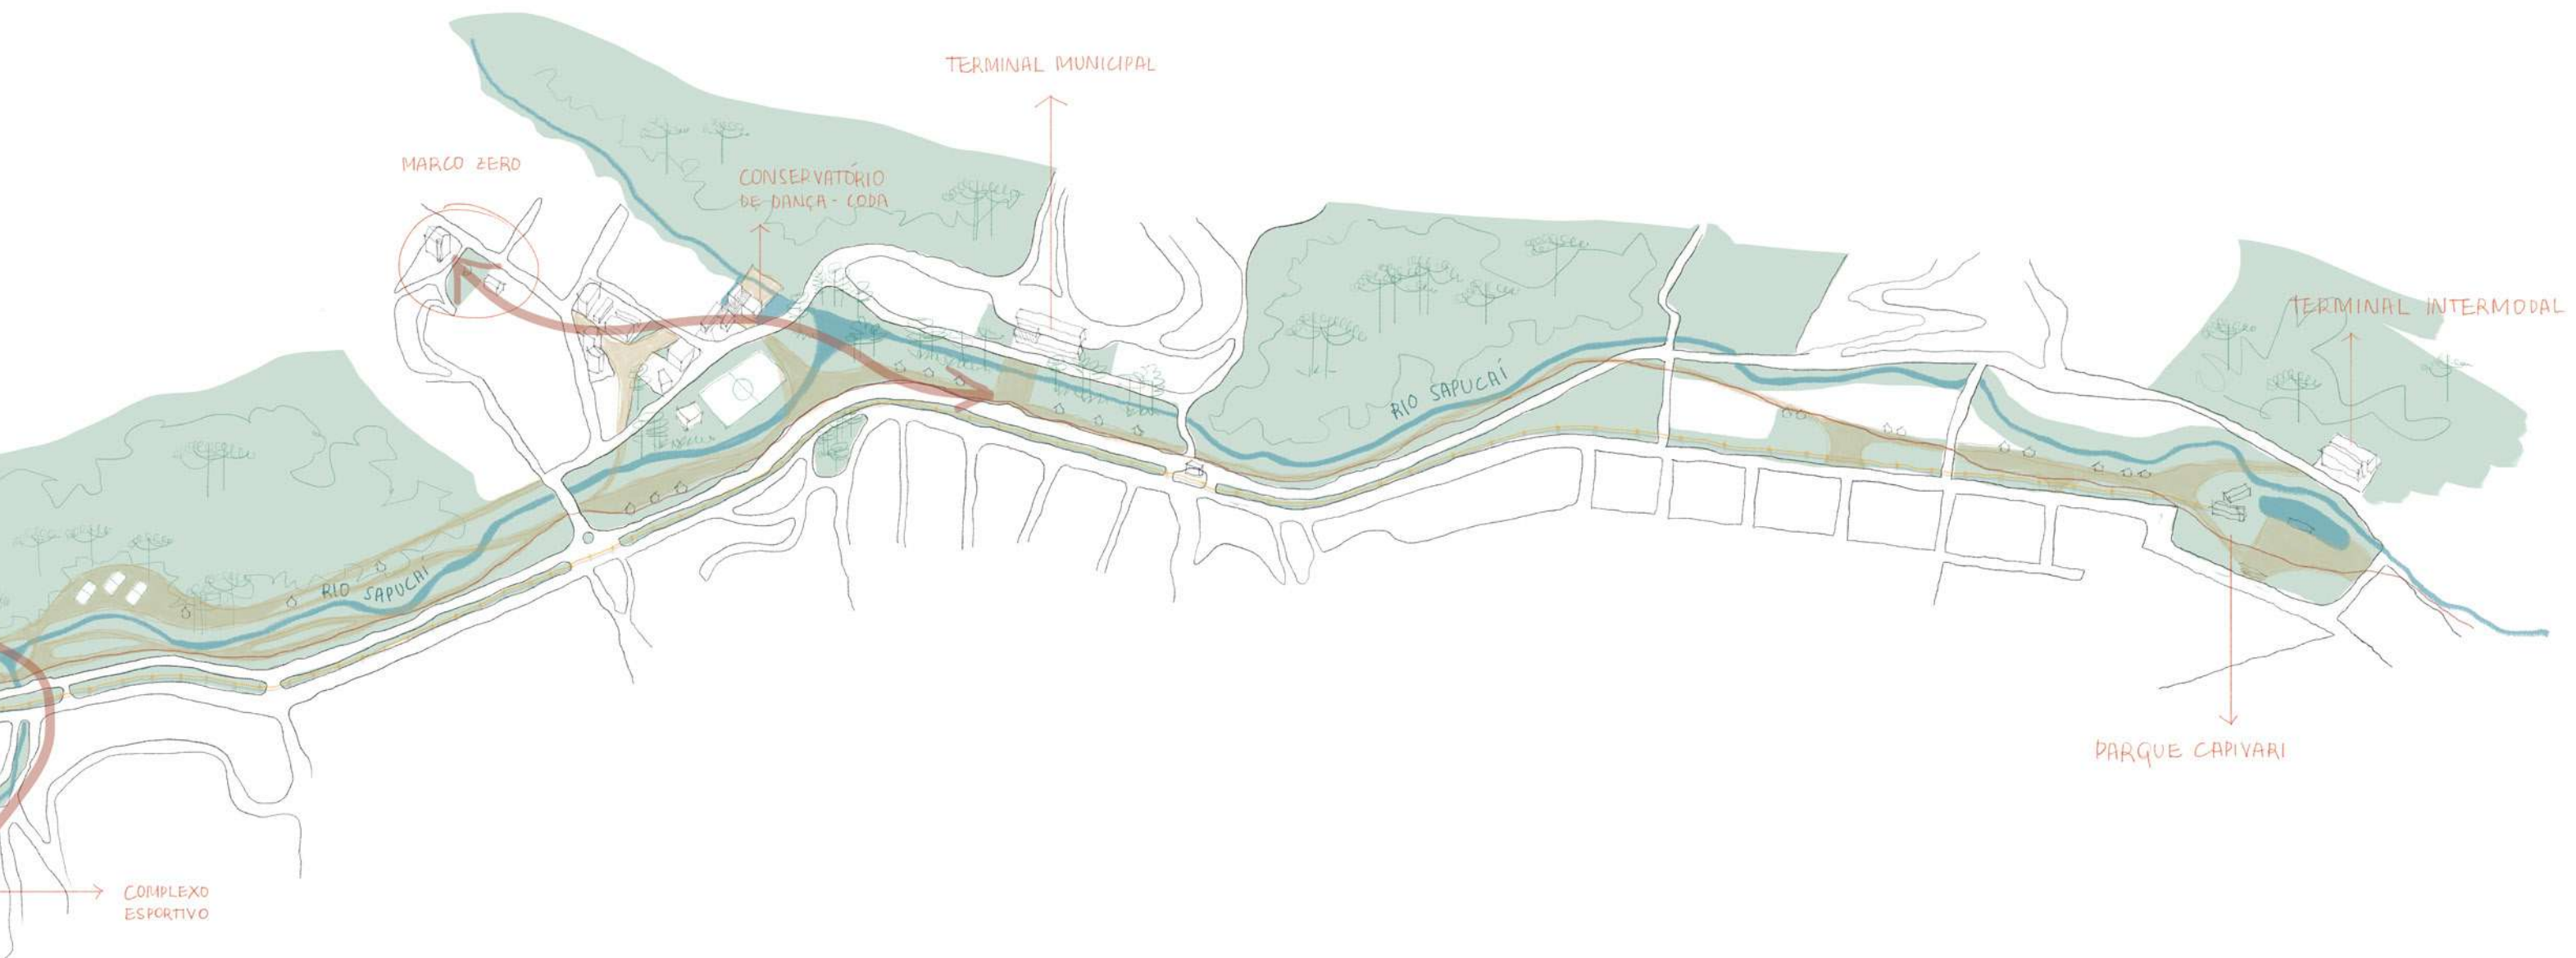 TERMINAL MUNICIPAL
MARCO ZERO
CONSERVATÓRIO
DE DANÇA - CODA
TERMINAL INTERMODAL
RIO SAPUCAÍ
RIO SAPUCAÍ
PARQUE CAPIVARI
COMPLEXO
ESPORTIVO